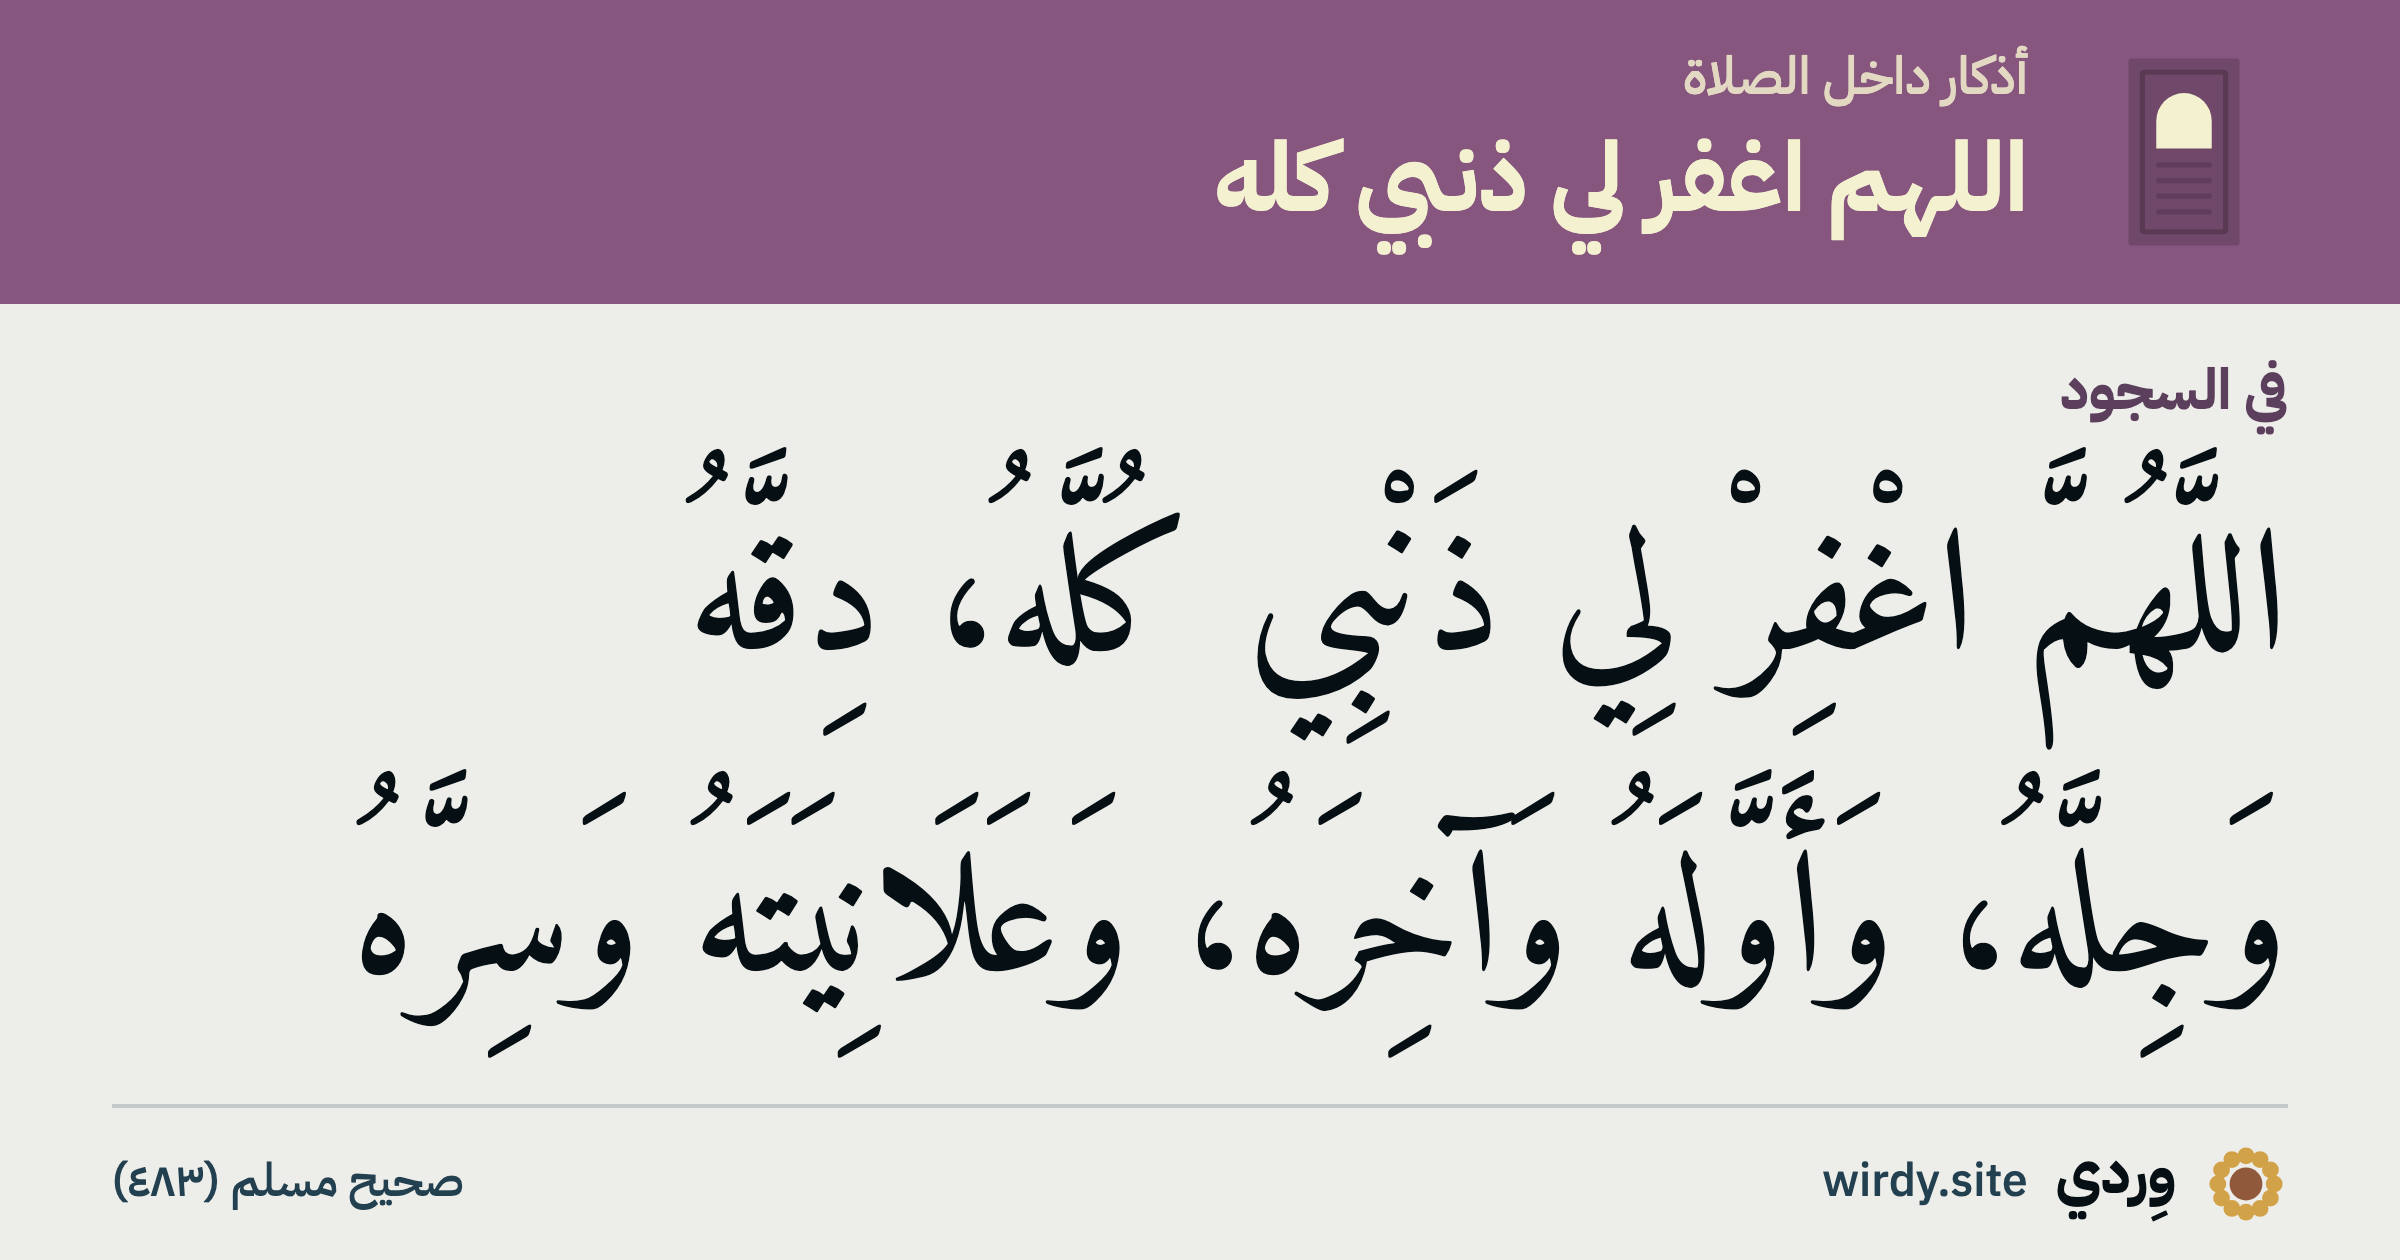 أذكار داخل الصلاة
اللهم اغفر لي ذنبي كله
في السجود
اللَّهُمَّ اغْفِرْ لِي ذَنْبِي كُلَّهُ، دِقَّهُ
وَجِلَّهُ، وَأَوَّلَهُ وَآخِرَهُ، وَعَلَانِيَتَهُ وَسِرَّهُ
وِردي wirdy.site
صحيح مسلم (٤٨٣)